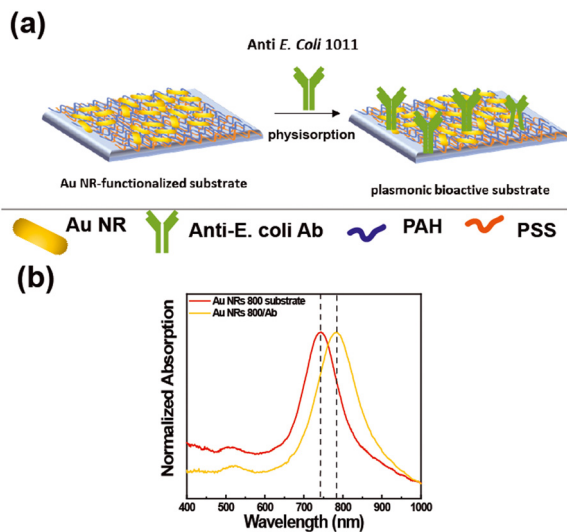 (a)
Anti E. Coli 1011
physisorption
Au NR-functionalized substrate
plasmonic bioactive substrate
Au NR
Anti-E. coli Ab
PAH
PSS
(b)
Au NRs 800 substrate
Au NRs 800/Ab
Normalized Absorption
400 500 600 700 800 900 1000
Wavelength (nm)